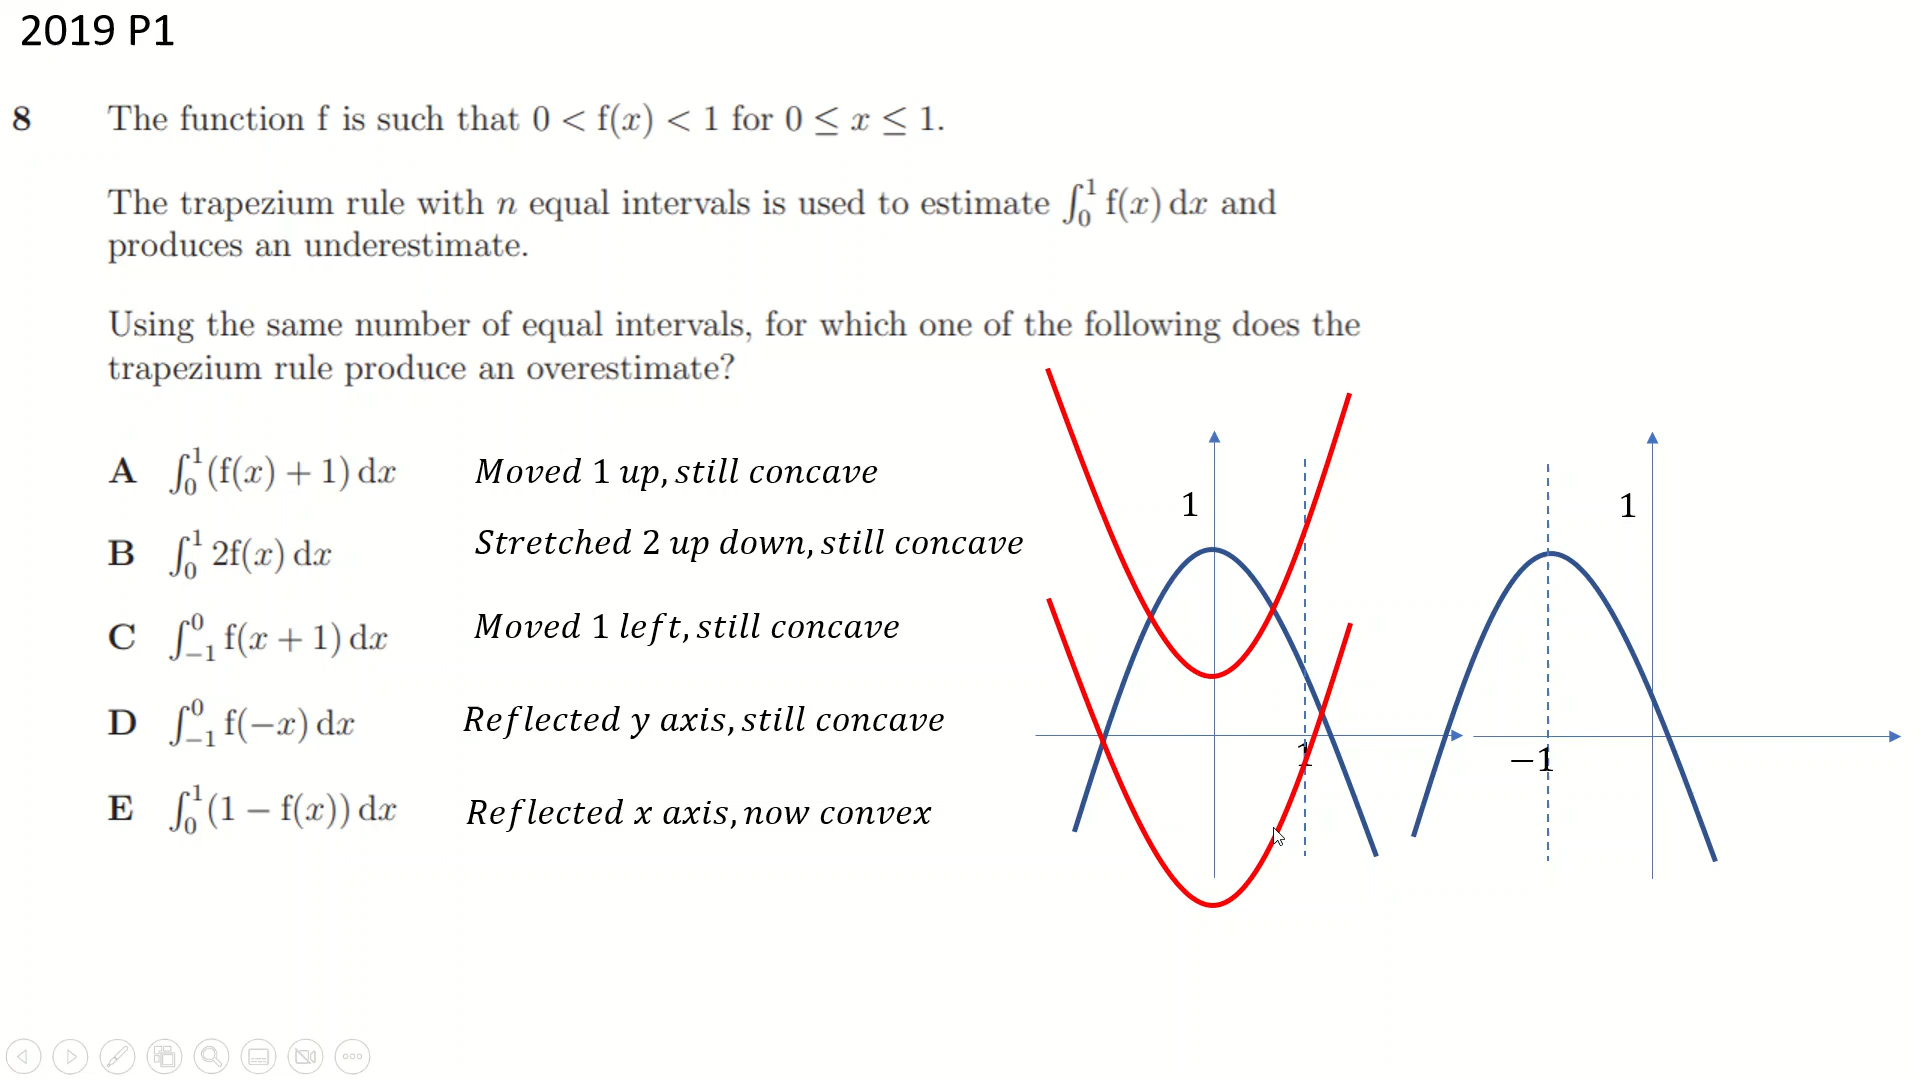 2019 P1
8 The function f is such that 0 < f(x) < 1 for 0 ≤ x ≤ 1.
The trapezium rule with n equal intervals is used to estimate ∫₀¹ f(x) dx and
produces an underestimate.
Using the same number of equal intervals, for which one of the following does the
trapezium rule produce an overestimate?
A ∫₀¹ (f(x) + 1) dx Moved 1 up, still concave
B ∫₀¹ 2f(x) dx Stretched 2 up down, still concave
C ∫₋₁⁰ f(x + 1) dx Moved 1 left, still concave
D ∫₋₁⁰ f(−x) dx Reflected y axis, still concave
E ∫₀¹ (1 − f(x)) dx Reflected x axis, now convex
1
1
1
−1